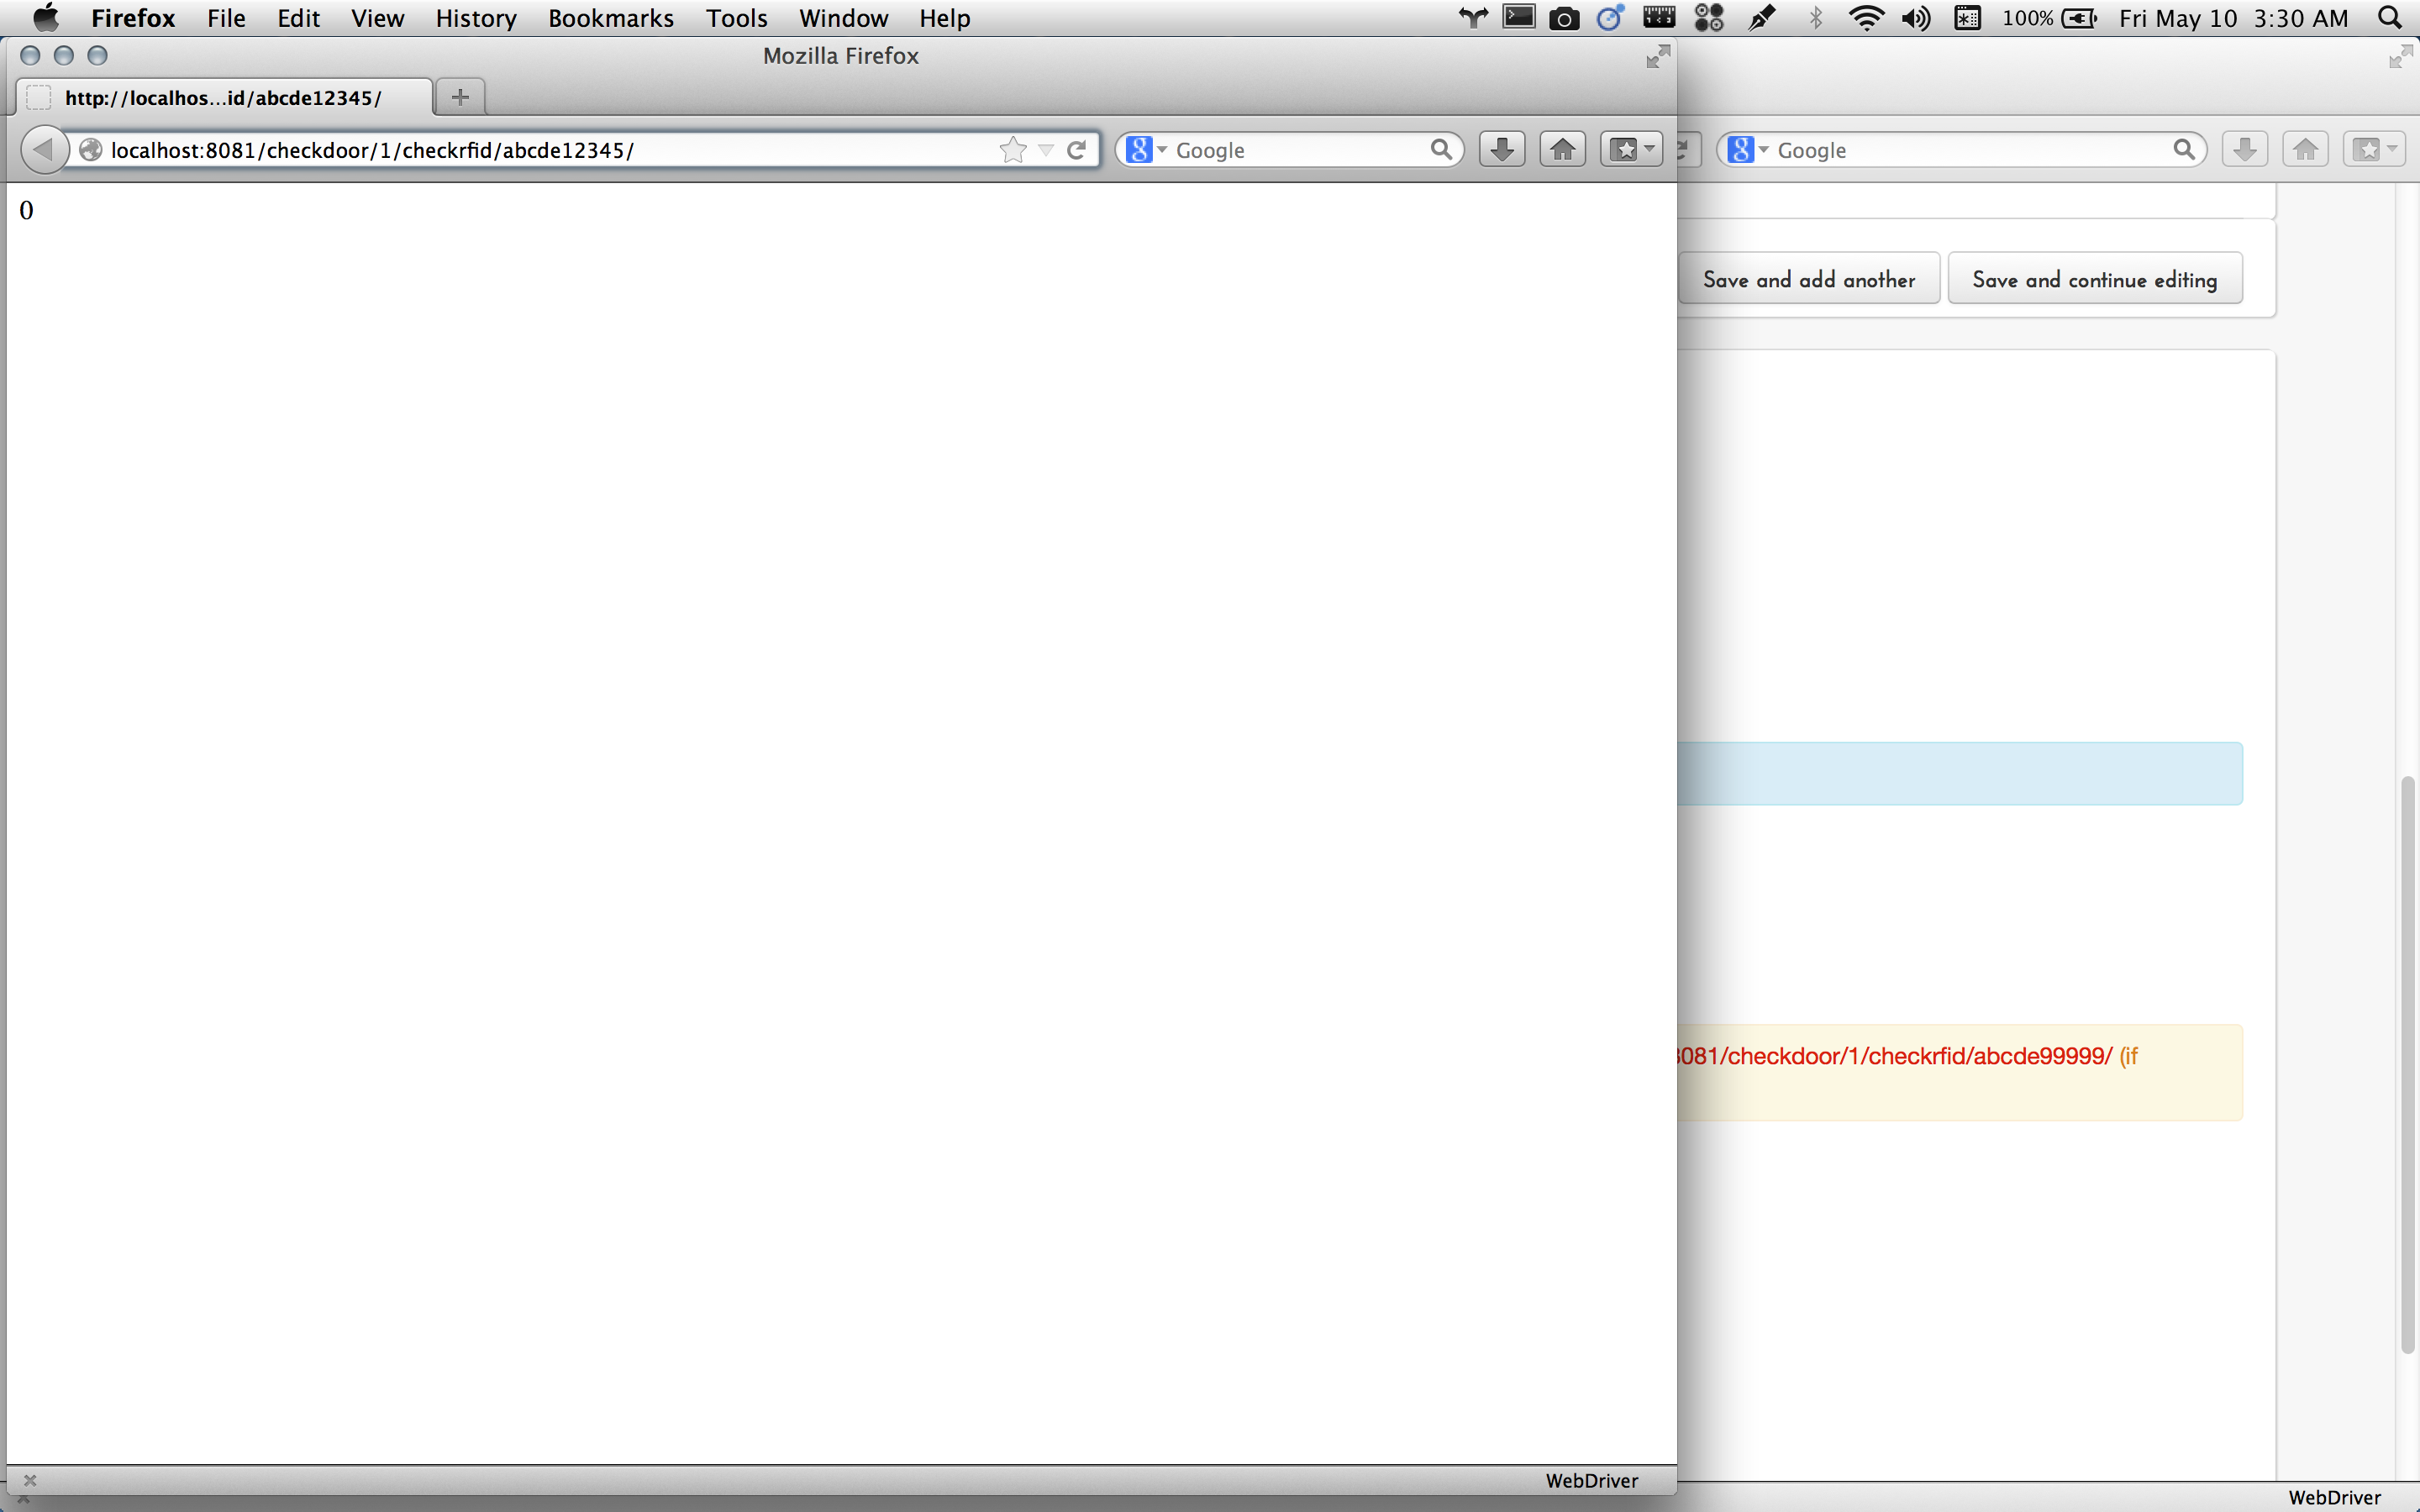 Firefox File Edit View History Bookmarks Tools Window Help 100% Fri May 10 3:30 AM
Mozilla Firefox
http://localhos...id/abcde12345/
localhost:8081/checkdoor/1/checkrfid/abcde12345/ Google Google
0
Save and add another Save and continue editing
081/checkdoor/1/checkrfid/abcde99999/ (if
WebDriver
WebDriver